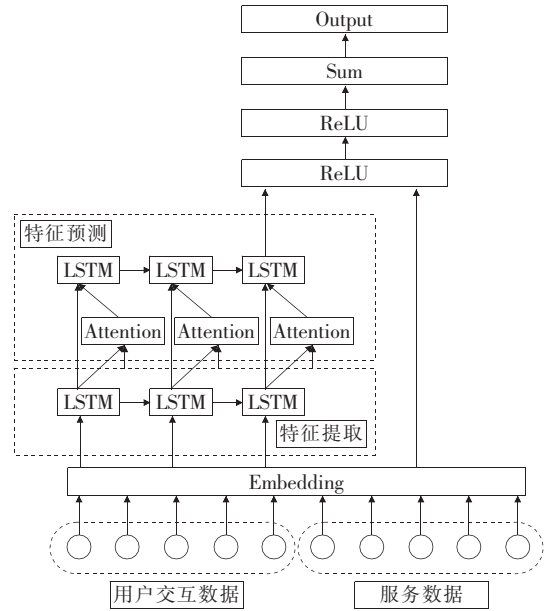 Output
Sum
ReLU
ReLU
特征预测
LSTM LSTM LSTM
Attention Attention Attention
LSTM LSTM LSTM
特征提取
Embedding
用户交互数据 服务数据